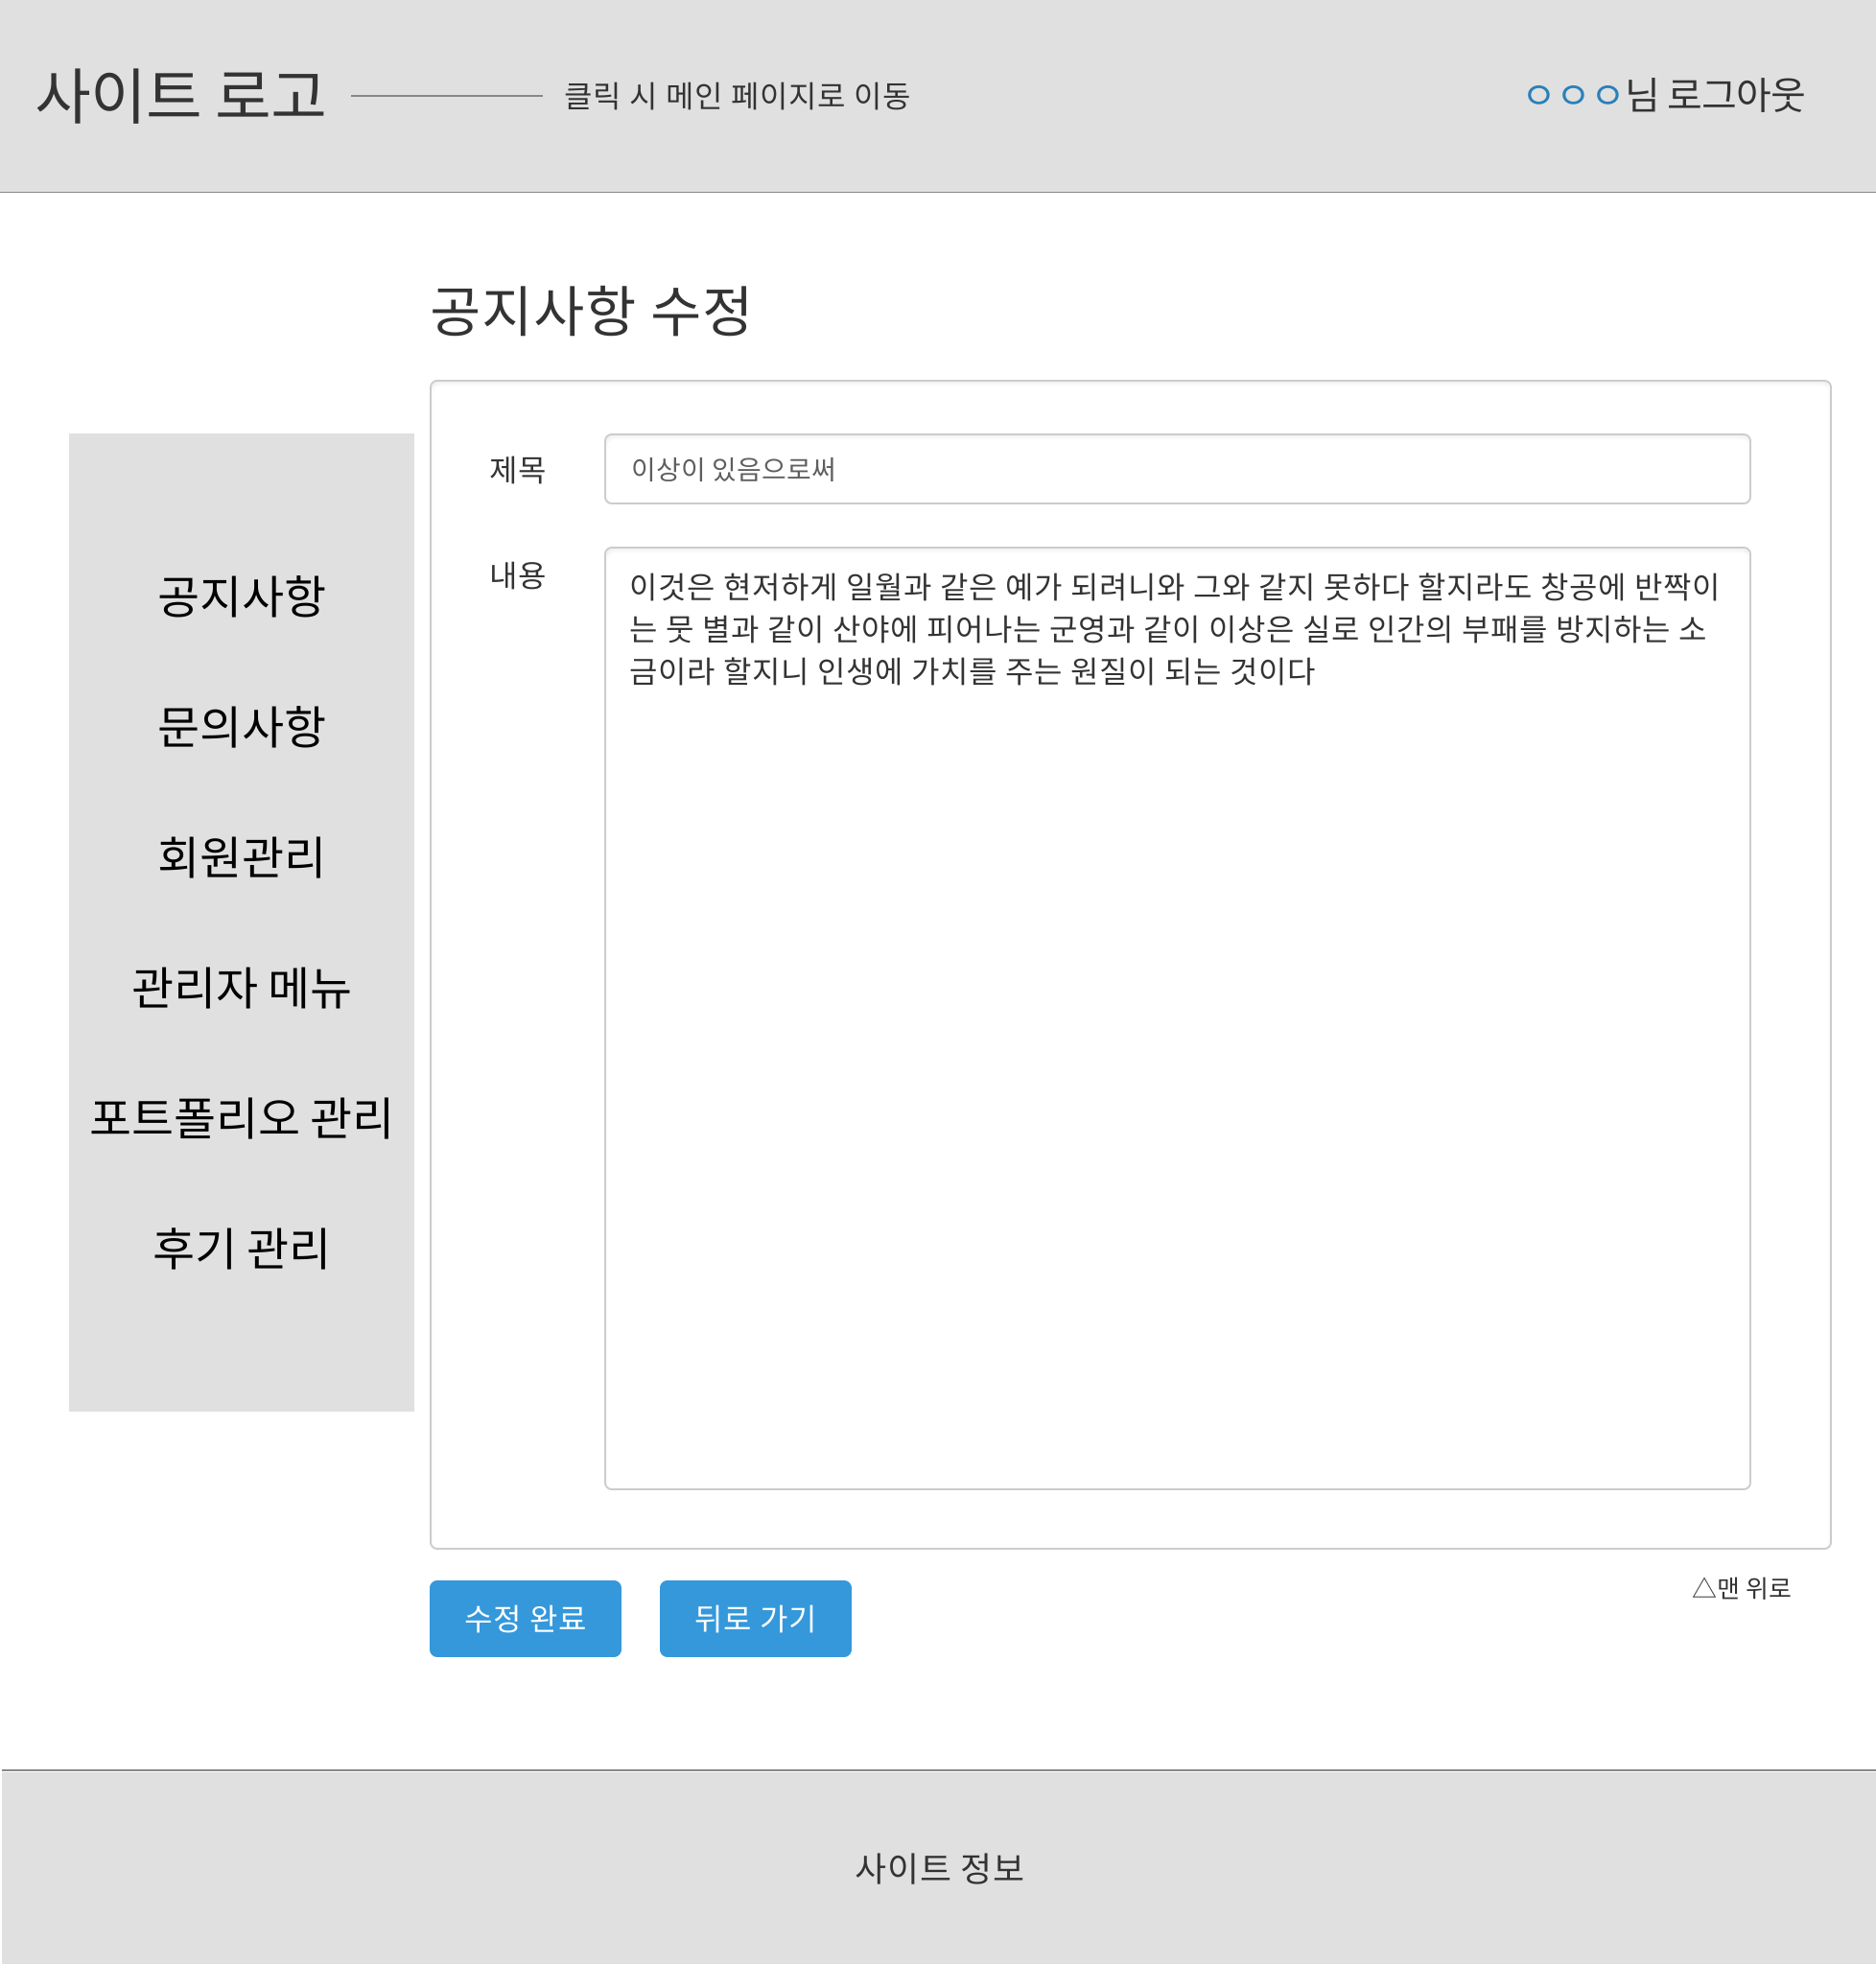 사이트 로고
클릭 시 메인 페이지로 이동
ㅇㅇㅇ님 로그아웃
공지사항 수정
공지사항
문의사항
회원관리
관리자 메뉴
포트폴리오 관리
후기 관리
제목
이상이 있음으로써
내용
이것은 현저하게 일월과 같은 예가 되려니와 그와 같지 못하다 할지라도 창공에 반짝이
는 뭇 별과 같이 산야에 피어나는 군영과 같이 이상은 실로 인간의 부패를 방지하는 소
금이라 할지니 인생에 가치를 주는 원질이 되는 것이다
수정 완료
뒤로 가기
△맨 위로
사이트 정보